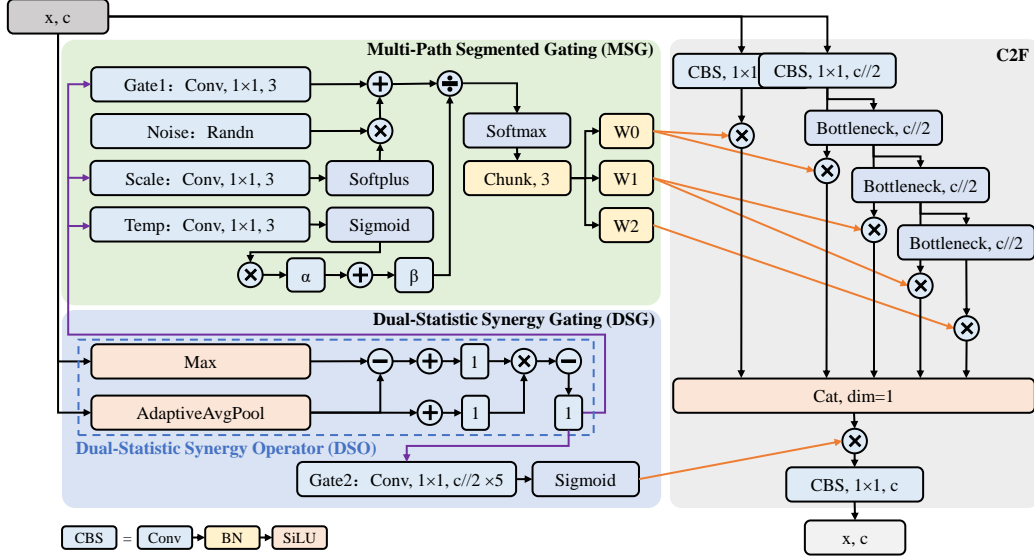 x, c
Multi-Path Segmented Gating (MSG)
C2F
Gate1：Conv, 1×1, 3
Noise：Randn
Scale：Conv, 1×1, 3
Softplus
Temp：Conv, 1×1, 3
Sigmoid
α
β
Softmax
Chunk, 3
W0
W1
W2
CBS, 1×1
CBS, 1×1, c//2
Bottleneck, c//2
Bottleneck, c//2
Bottleneck, c//2
Dual-Statistic Synergy Gating (DSG)
Max
1
AdaptiveAvgPool
1
1
Dual-Statistic Synergy Operator (DSO)
Gate2：Conv, 1×1, c//2 ×5
Sigmoid
Cat, dim=1
CBS, 1×1, c
x, c
CBS = Conv BN SiLU